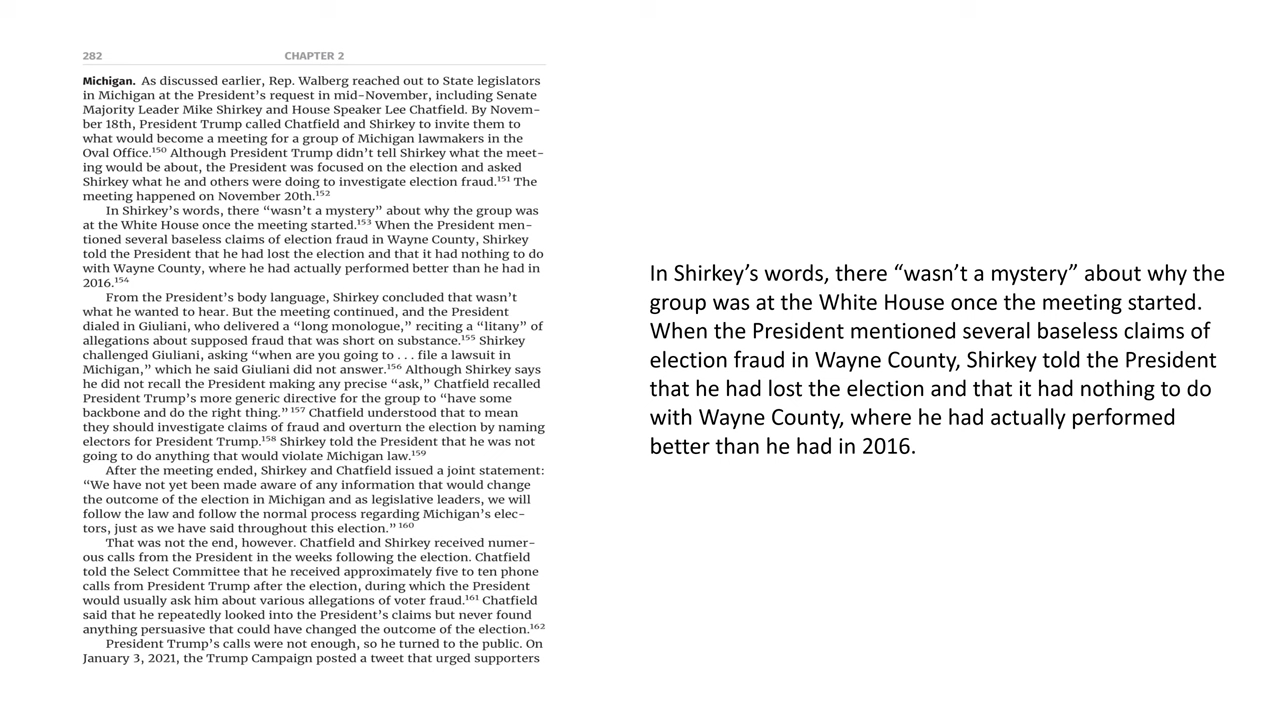 282 CHAPTER 2
Michigan. As discussed earlier, Rep. Walberg reached out to State legislators
in Michigan at the President’s request in mid-November, including Senate
Majority Leader Mike Shirkey and House Speaker Lee Chatfield. By Novem-
ber 18th, President Trump called Chatfield and Shirkey to invite them to
what would become a meeting for a group of Michigan lawmakers in the
Oval Office.150 Although President Trump didn’t tell Shirkey what the meet-
ing would be about, the President was focused on the election and asked
Shirkey what he and others were doing to investigate election fraud.151 The
meeting happened on November 20th.152
In Shirkey’s words, there “wasn’t a mystery” about why the group was
at the White House once the meeting started.153 When the President men-
tioned several baseless claims of election fraud in Wayne County, Shirkey
told the President that he had lost the election and that it had nothing to do
with Wayne County, where he had actually performed better than he had in
2016.154
From the President’s body language, Shirkey concluded that wasn’t
what he wanted to hear. But the meeting continued, and the President
dialed in Giuliani, who delivered a “long monologue,” reciting a “litany” of
allegations about supposed fraud that was short on substance.155 Shirkey
challenged Giuliani, asking “when are you going to . . . file a lawsuit in
Michigan,” which he said Giuliani did not answer.156 Although Shirkey says
he did not recall the President making any precise “ask,” Chatfield recalled
President Trump’s more generic directive for the group to “have some
backbone and do the right thing.” 157 Chatfield understood that to mean
they should investigate claims of fraud and overturn the election by naming
electors for President Trump.158 Shirkey told the President that he was not
going to do anything that would violate Michigan law.159
After the meeting ended, Shirkey and Chatfield issued a joint statement:
“We have not yet been made aware of any information that would change
the outcome of the election in Michigan and as legislative leaders, we will
follow the law and follow the normal process regarding Michigan’s elec-
tors, just as we have said throughout this election.” 160
That was not the end, however. Chatfield and Shirkey received numer-
ous calls from the President in the weeks following the election. Chatfield
told the Select Committee that he received approximately five to ten phone
calls from President Trump after the election, during which the President
would usually ask him about various allegations of voter fraud.161 Chatfield
said that he repeatedly looked into the President’s claims but never found
anything persuasive that could have changed the outcome of the election.162
President Trump’s calls were not enough, so he turned to the public. On
January 3, 2021, the Trump Campaign posted a tweet that urged supporters
In Shirkey’s words, there “wasn’t a mystery” about why the
group was at the White House once the meeting started.
When the President mentioned several baseless claims of
election fraud in Wayne County, Shirkey told the President
that he had lost the election and that it had nothing to do
with Wayne County, where he had actually performed
better than he had in 2016.